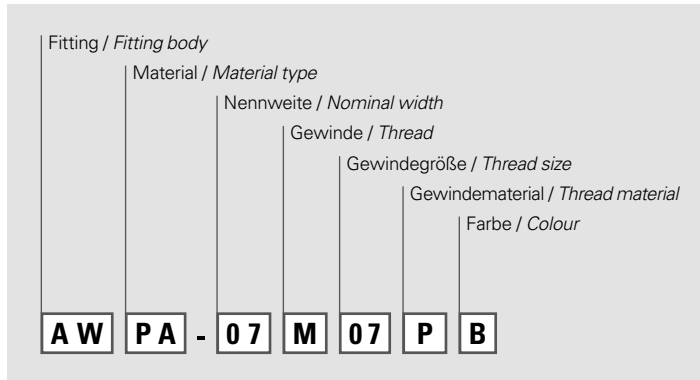 Fitting / Fitting body
Material / Material type
Nennweite / Nominal width
Gewinde / Thread
Gewindegröße / Thread size
Gewindematerial / Thread material
Farbe / Colour
AW PA - 07 M 07 P B